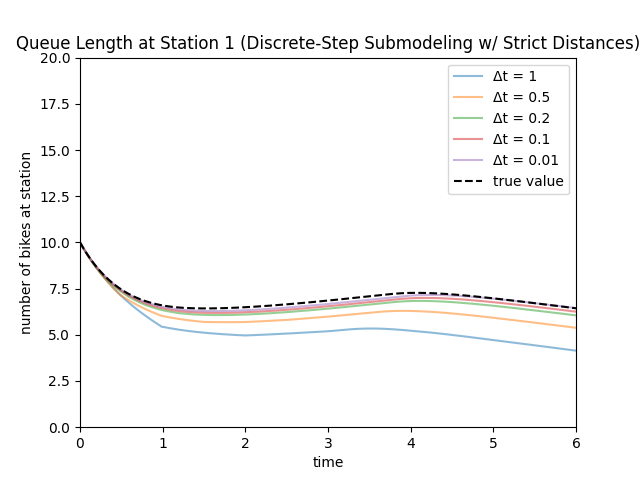 Queue Length at Station 1 (Discrete-Step Submodeling w/ Strict Distances)
number of bikes at station
20.0
17.5
15.0
12.5
10.0
7.5
5.0
2.5
0.0
Δt = 1
Δt = 0.5
Δt = 0.2
Δt = 0.1
Δt = 0.01
true value
0 1 2 3 4 5 6
time